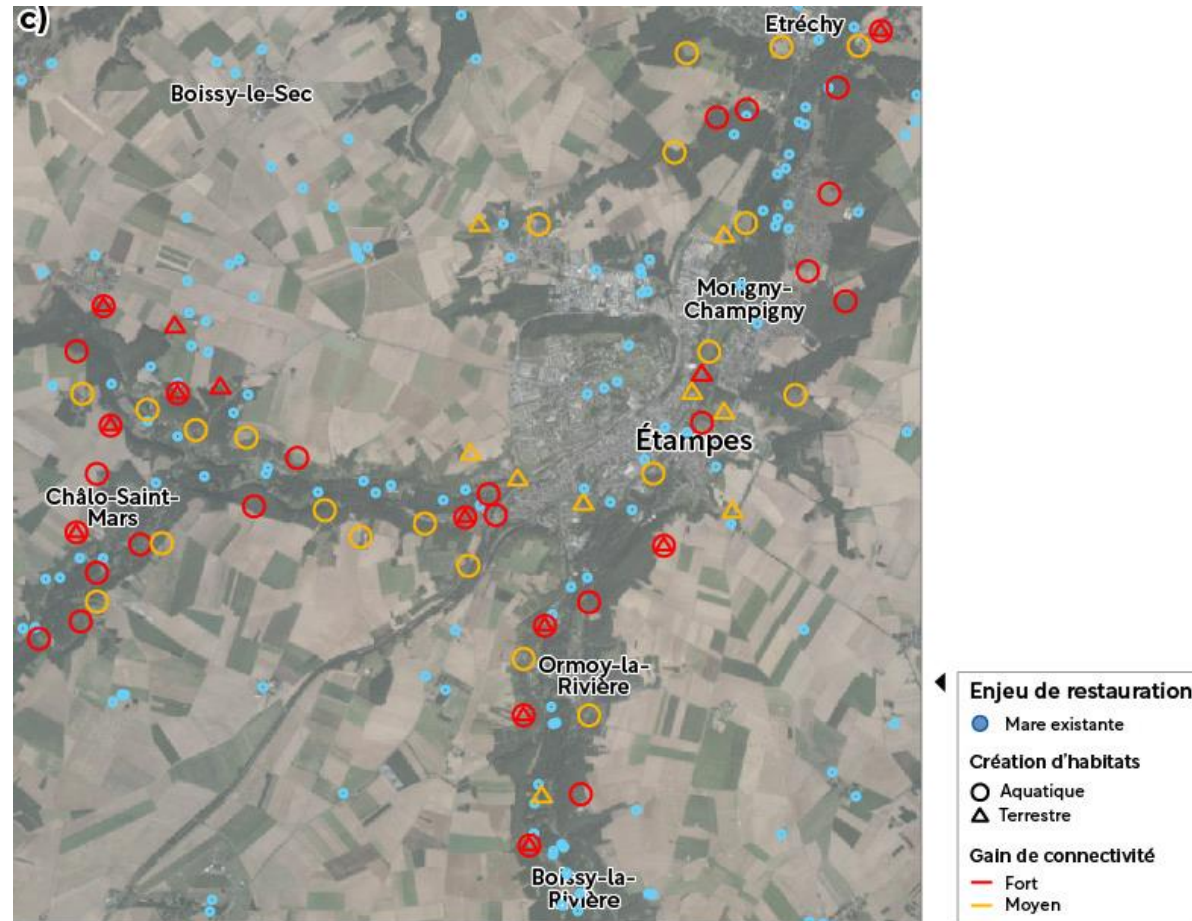 c)
Etréchy
Boissy-le-Sec
Morigny-
Champigny
Étampes
Châlo-Saint-
Mars
Ormoy-la-
Rivière
Boissy-la-
Rivière
Enjeu de restauration
Mare existante
Création d'habitats
Aquatique
Terrestre
Gain de connectivité
Fort
Moyen